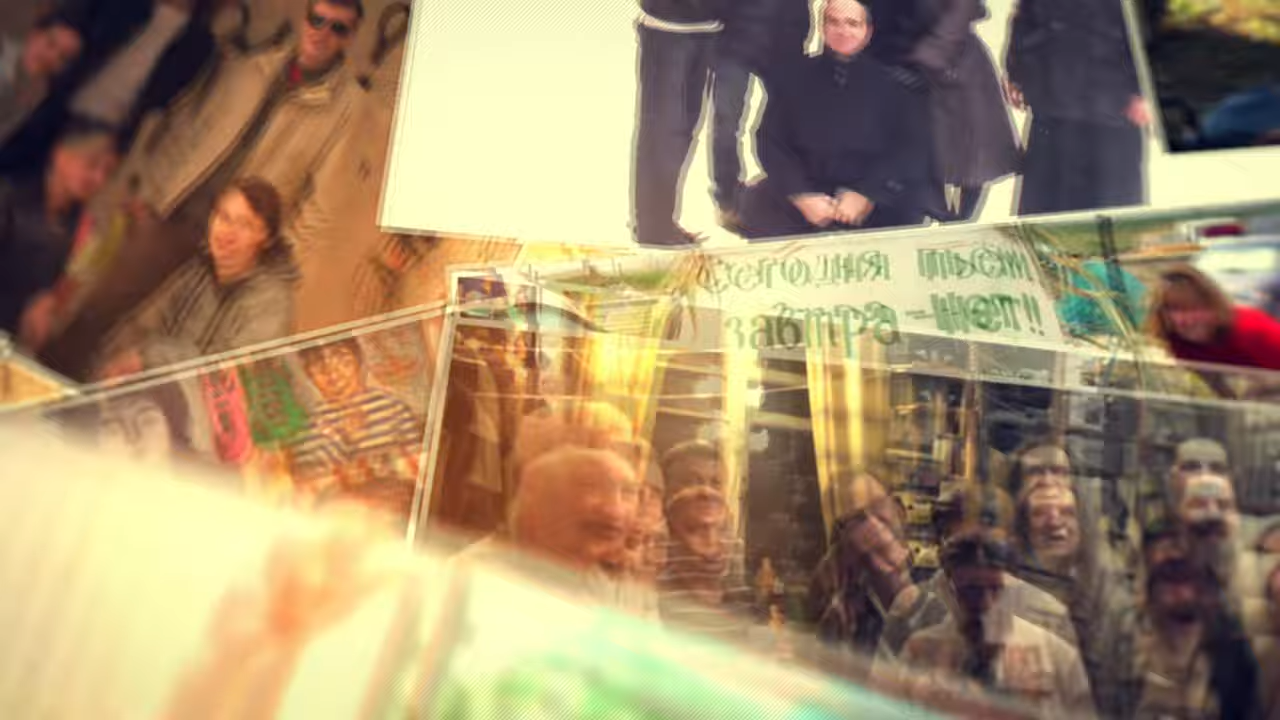 Сегодня пьем
завтра - нет!!